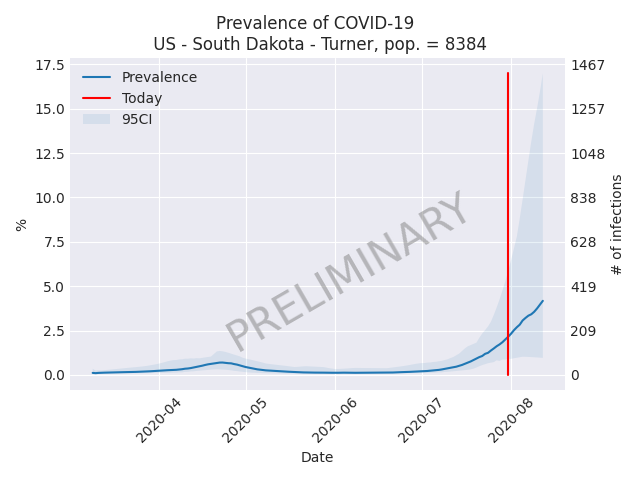 Prevalence of COVID-19
US - South Dakota - Turner, pop. = 8384
17.5
15.0
12.5
10.0
7.5
5.0
2.5
0.0
%
Prevalence
Today
95CI
PRELIMINARY
1467
1257
1048
838
628
419
209
0
# of infections
2020-04
2020-05
2020-06
2020-07
2020-08
Date